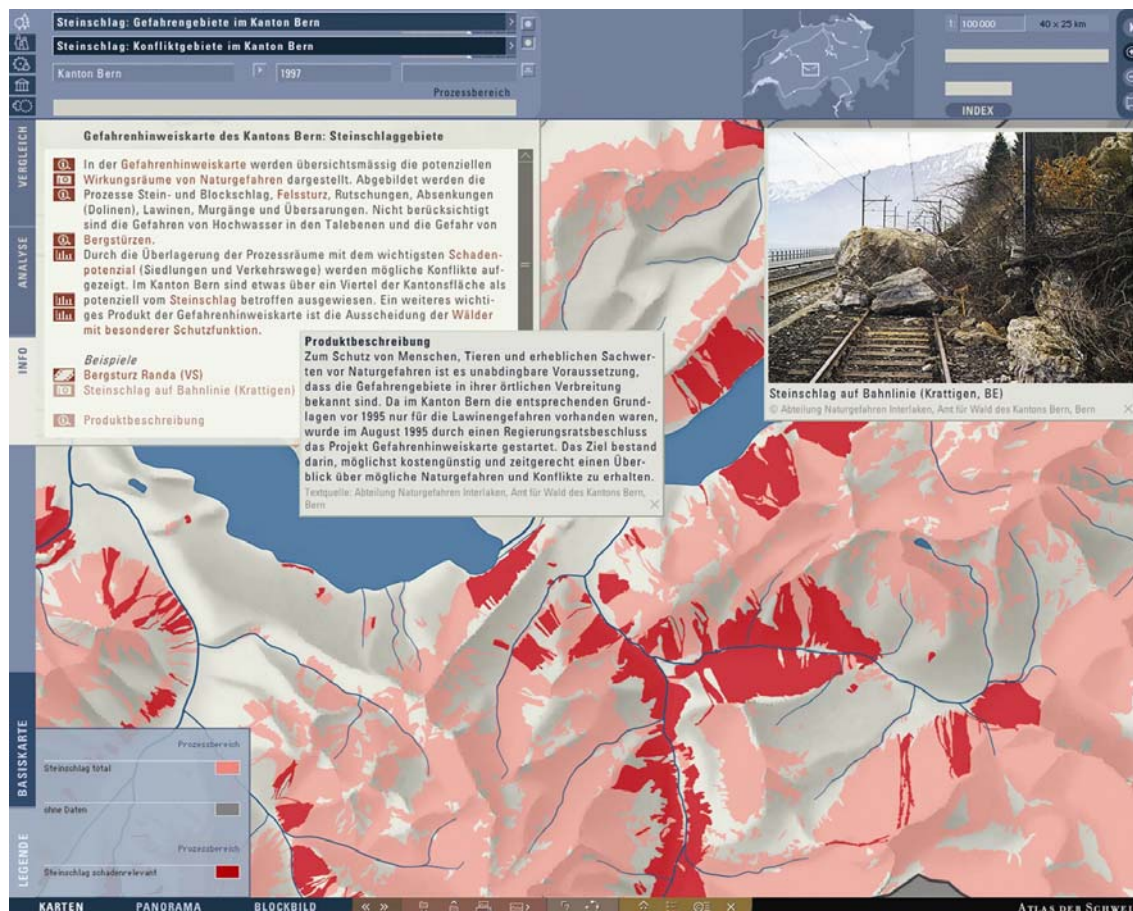 Steinschlag: Gefahrengebiete im Kanton Bern
Steinschlag: Konfliktgebiete im Kanton Bern
Kanton Bern
1997
Prozessbereich
1: 100 000
40 x 25 km
INDEX
VERGLEICH
ANALYSE
INFO
BASISKARTE
LEGENDE
Gefahrenhinweiskarte des Kantons Bern: Steinschlaggebiete
In der Gefahrenhinweiskarte werden übersichtsmässig die potenziellen
Wirkungsräume von Naturgefahren dargestellt. Abgebildet werden die
Prozesse Stein- und Blockschlag, Felssturz, Rutschungen, Absenkungen
(Dolinen), Lawinen, Murgänge und Übersarungen. Nicht berücksichtigt
sind die Gefahren von Hochwasser in den Talebenen und die Gefahr von
Bergstürzen.
Durch die Überlagerung der Prozessräume mit dem wichtigsten Schaden-
potenzial (Siedlungen und Verkehrswege) werden mögliche Konflikte auf-
gezeigt. Im Kanton Bern sind etwas über ein Viertel der Kantonsfläche als
potenziell vom Steinschlag betroffen ausgewiesen. Ein weiteres wichti-
ges Produkt der Gefahrenhinweiskarte ist die Ausscheidung der Wälder
mit besonderer Schutzfunktion.
Beispiele
Bergsturz Randa (VS)
Steinschlag auf Bahnlinie (Krattigen)
Produktbeschreibung
Produktbeschreibung
Zum Schutz von Menschen, Tieren und erheblichen Sachwer-
ten vor Naturgefahren ist es unabdingbare Voraussetzung,
dass die Gefahrengebiete in ihrer örtlichen Verbreitung
bekannt sind. Da im Kanton Bern die entsprechenden Grund-
lagen vor 1995 nur für die Lawinengefahren vorhanden waren,
wurde im August 1995 durch einen Regierungsratsbeschluss
das Projekt Gefahrenhinweiskarte gestartet. Das Ziel bestand
darin, möglichst kostengünstig und zeitgerecht einen Über-
blick über mögliche Naturgefahren und Konflikte zu erhalten.
Textquelle: Abteilung Naturgefahren Interlaken, Amt für Wald des Kantons Bern,
Bern
Steinschlag auf Bahnlinie (Krattigen, BE)
© Abteilung Naturgefahren Interlaken, Amt für Wald des Kantons Bern, Bern
Prozessbereich
Steinschlag total
ohne Daten
Prozessbereich
Steinschlag schadenrelevant
KARTEN
PANORAMA
BLOCKBILD
ATLAS DER SCHWEI